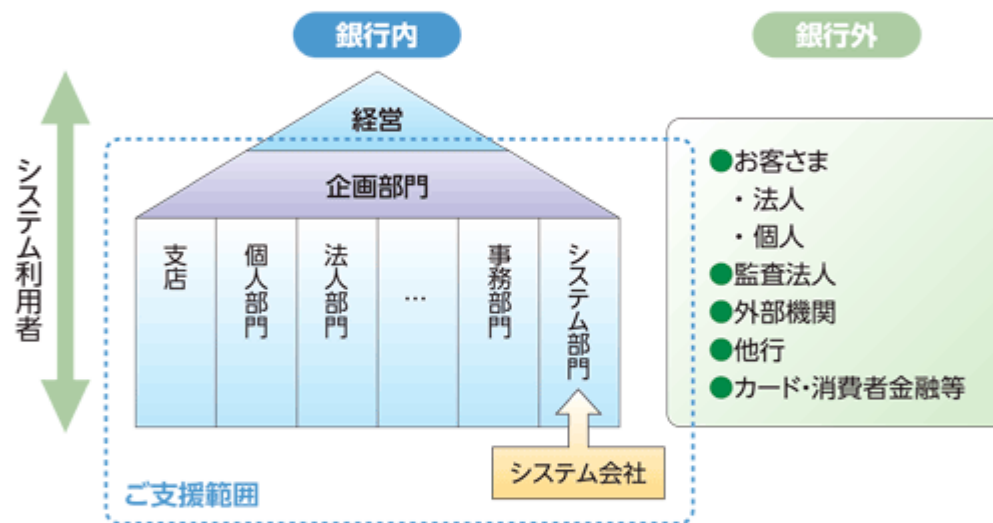 銀行内
銀行外
システム利用者
経営
企画部門
支店
個人部門
法人部門
…
事務部門
システム部門
システム会社
ご支援範囲
●お客さま
・法人
・個人
●監査法人
●外部機関
●他行
●カード・消費者金融等